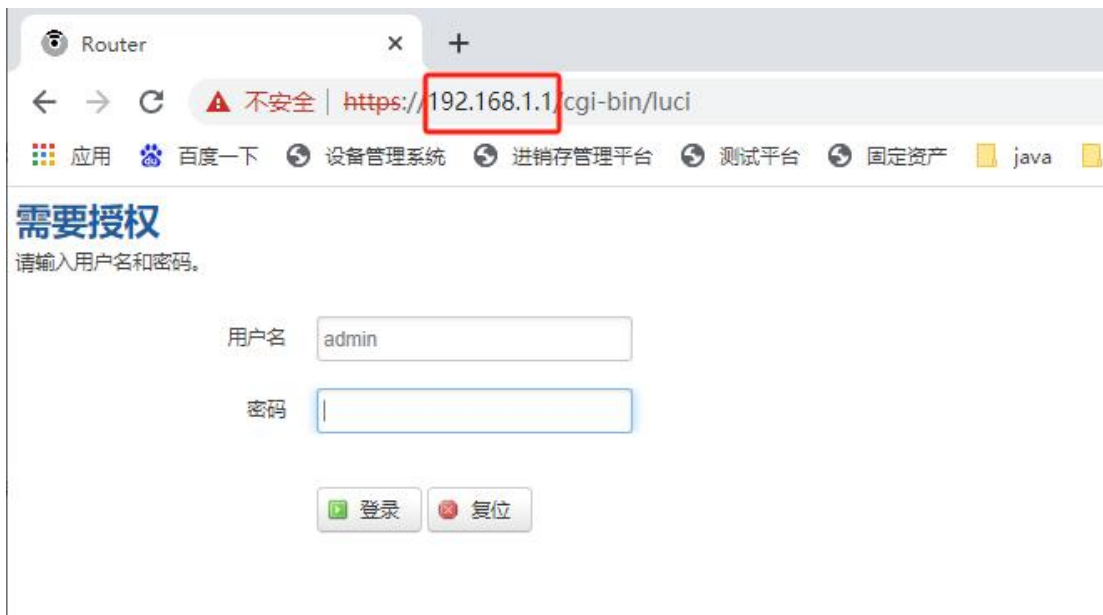 Router
不安全 | https://192.168.1.1/cgi-bin/luci
应用 百度一下 设备管理系统 进销存管理平台 测试平台 固定资产 java
需要授权
请输入用户名和密码。
用户名 admin
密码
登录 复位